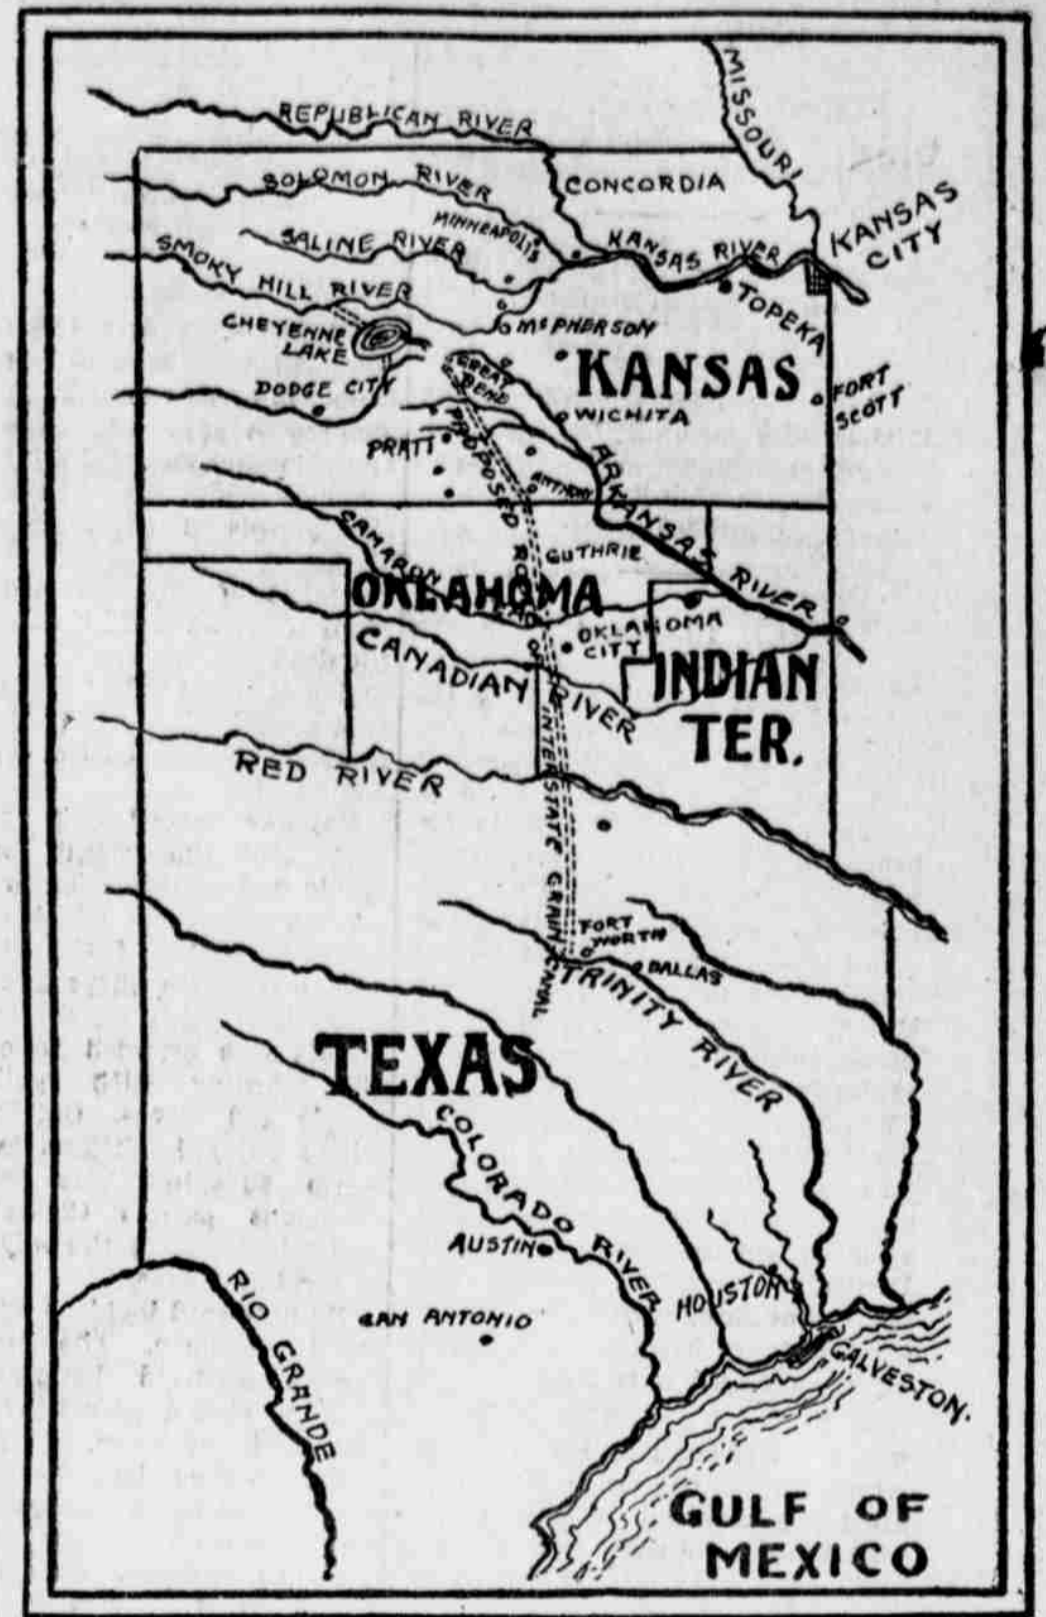 MISSOURI
REPUBLICAN RIVER
SOLOMON RIVER
CONCORDIA
MINNEAPOLIS
KANSAS RIVER
KANSAS
CITY
SALINE RIVER
SMOKY HILL RIVER
TOPEKA
McPHERSON
CHEYENNE
LAKE
GREAT
BEND
KANSAS
DODGE CITY
FORT
SCOTT
WICHITA
PRATT
ANTHONY
ARKANSAS RIVER
GUTHRIE
SAMARON
OKLAHOMA
OKLAHOMA
CITY
CANADIAN RIVER
INDIAN
TER.
RED RIVER
PROPOSED
INTERSTATE GRAIN CANAL
FORT
WORTH
DALLAS
TRINITY RIVER
TEXAS
COLORADO RIVER
AUSTIN
HOUSTON
SAN ANTONIO
RIO GRANDE
GALVESTON.
GULF OF
MEXICO